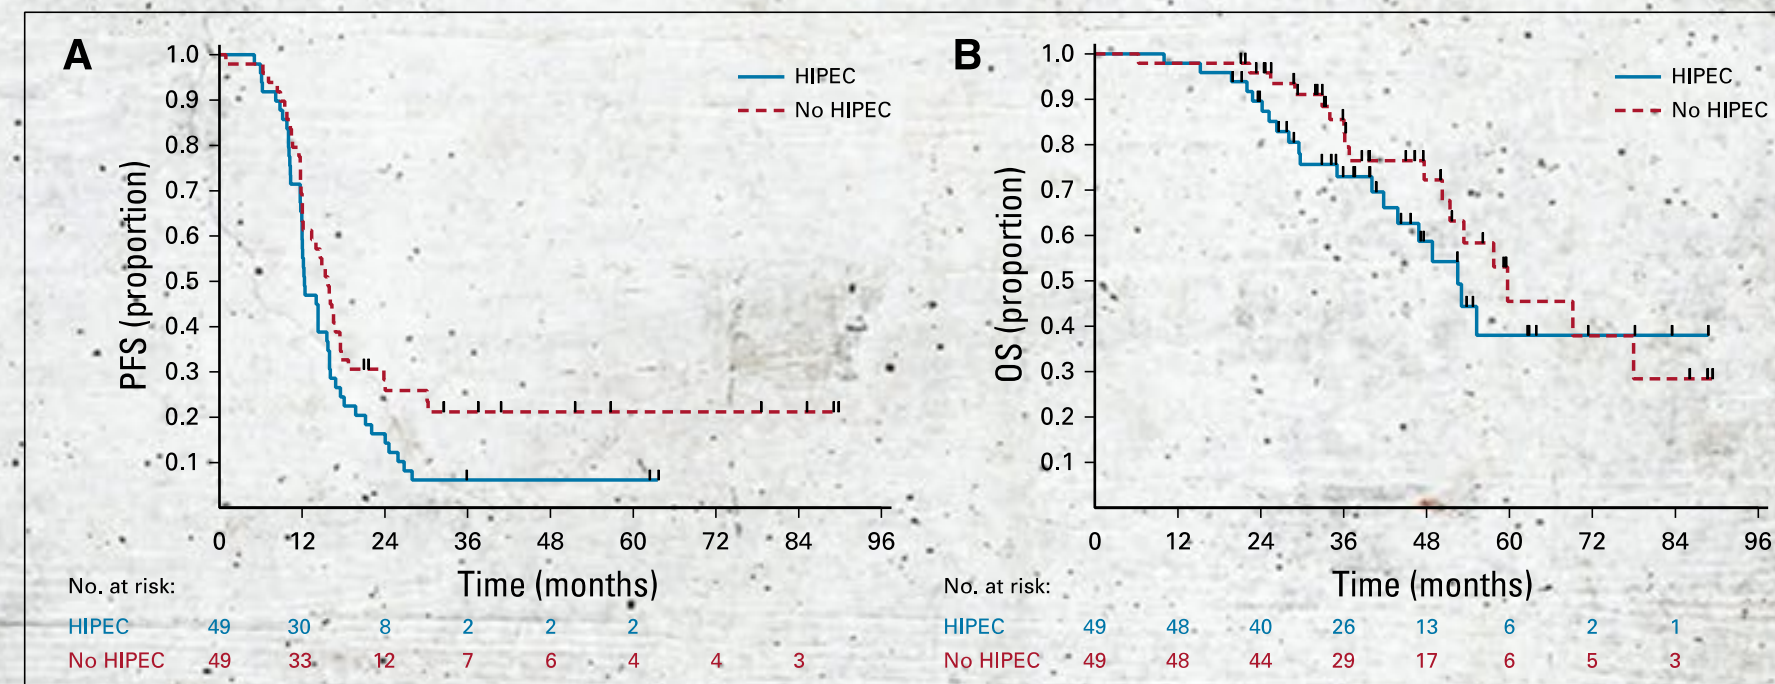 A
HIPEC
No HIPEC
PFS (proportion)
1.0
0.9
0.8
0.7
0.6
0.5
0.4
0.3
0.2
0.1
0 12 24 36 48 60 72 84 96
Time (months)
No. at risk:
HIPEC 49 30 8 2 2 2
No HIPEC 49 33 12 7 6 4 4 3
B
HIPEC
No HIPEC
OS (proportion)
1.0
0.9
0.8
0.7
0.6
0.5
0.4
0.3
0.2
0.1
0 12 24 36 48 60 72 84 96
Time (months)
No. at risk:
HIPEC 49 48 40 26 13 6 2 1
No HIPEC 49 48 44 29 17 6 5 3